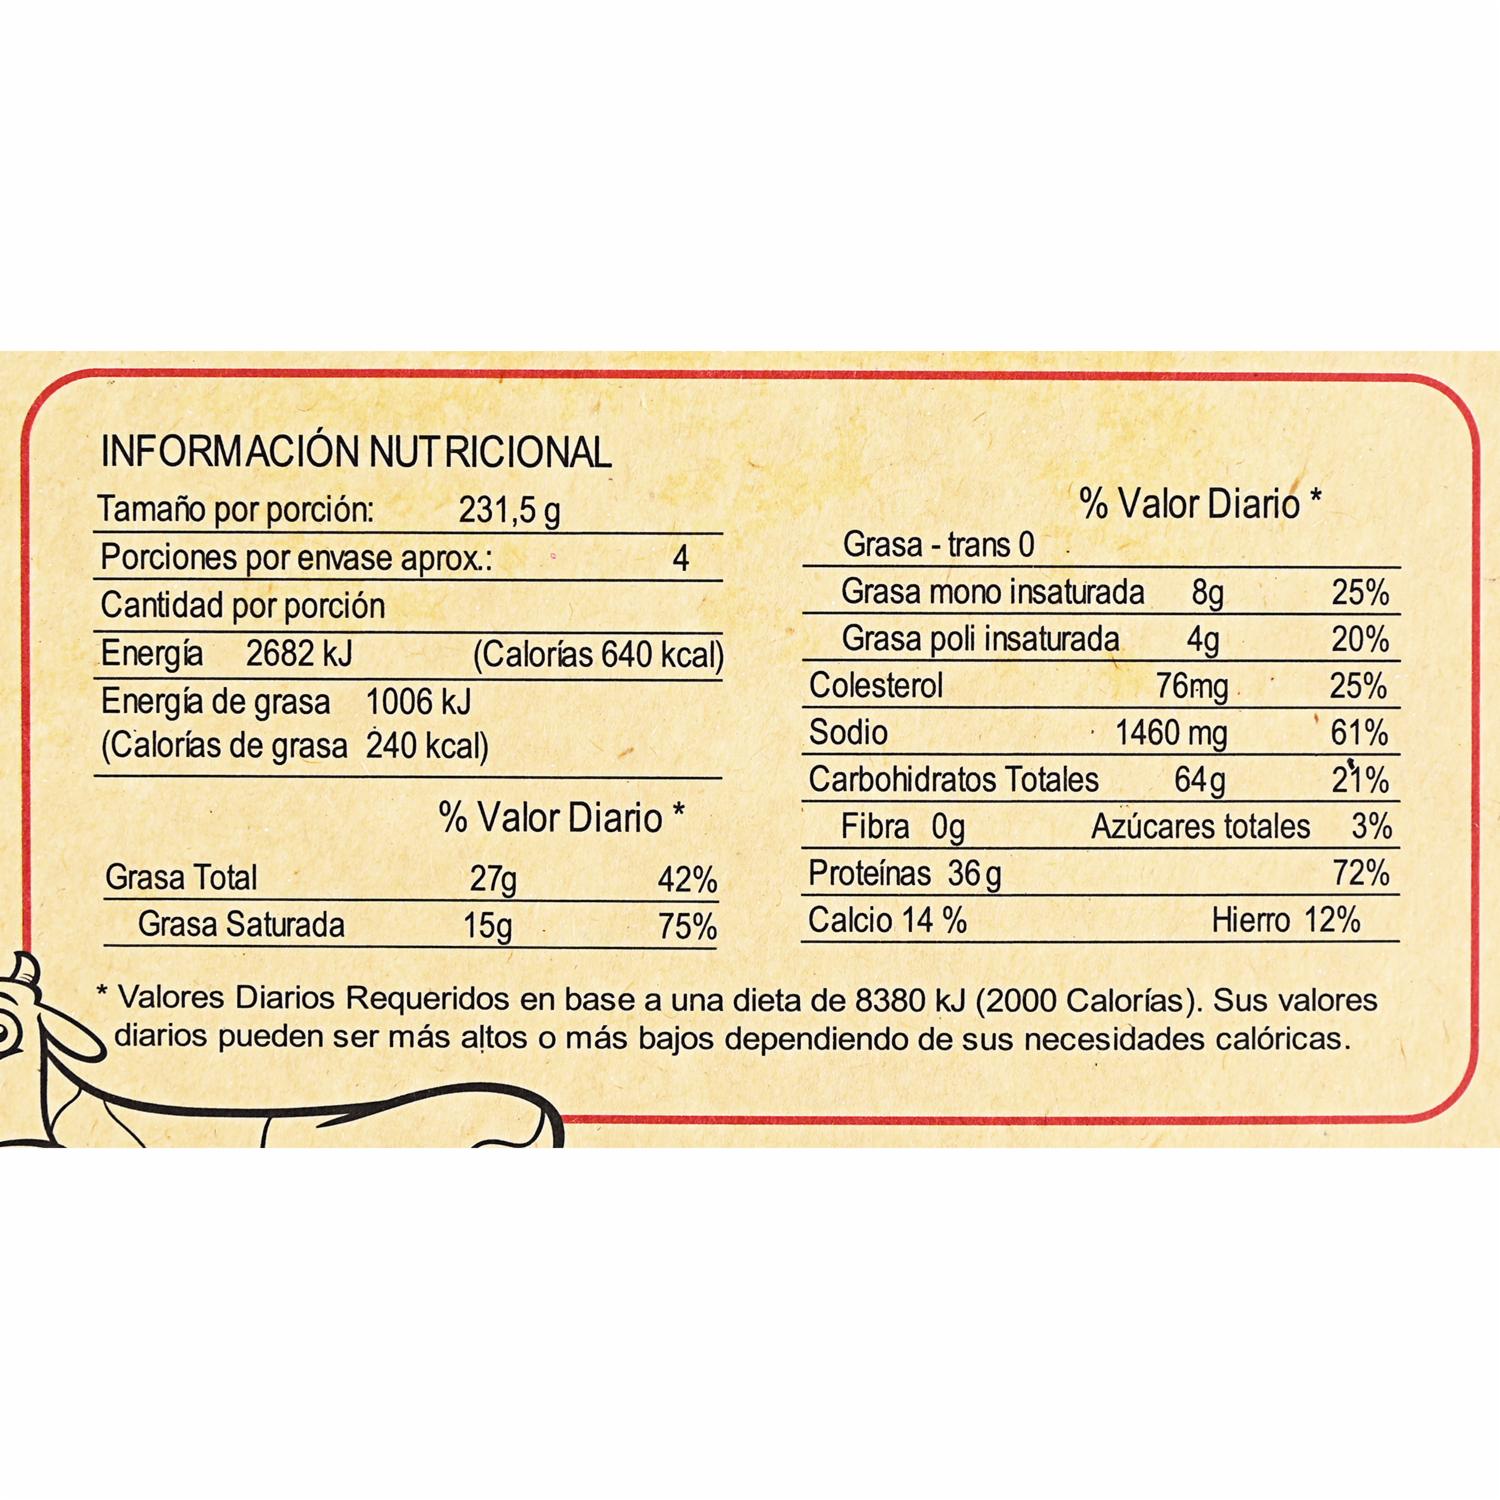 INFORMACIÓN NUTRICIONAL
Tamaño por porción: 231,5 g
Porciones por envase aprox.: 4
Cantidad por porción
Energía 2682 kJ (Calorías 640 kcal)
Energía de grasa 1006 kJ
(Calorías de grasa 240 kcal)
% Valor Diario *
Grasa Total 27g 42%
Grasa Saturada 15g 75%
% Valor Diario *
Grasa - trans 0
Grasa mono insaturada 8g 25%
Grasa poli insaturada 4g 20%
Colesterol 76mg 25%
Sodio 1460 mg 61%
Carbohidratos Totales 64g 21%
Fibra 0g Azúcares totales 3%
Proteínas 36g 72%
Calcio 14 % Hierro 12%
* Valores Diarios Requeridos en base a una dieta de 8380 kJ (2000 Calorías). Sus valores
diarios pueden ser más altos o más bajos dependiendo de sus necesidades calóricas.